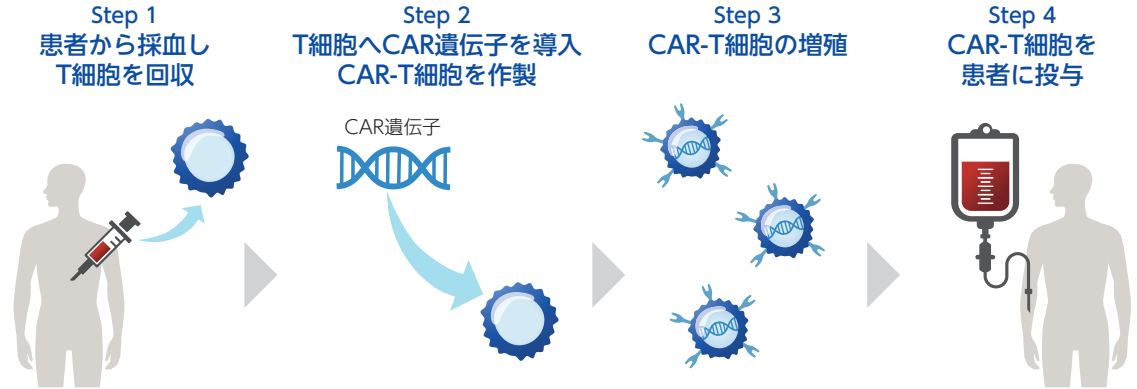 Step 1
患者から採血し
T細胞を回収
Step 2
T細胞へCAR遺伝子を導入
CAR-T細胞を作製
CAR遺伝子
Step 3
CAR-T細胞の増殖
Step 4
CAR-T細胞を
患者に投与